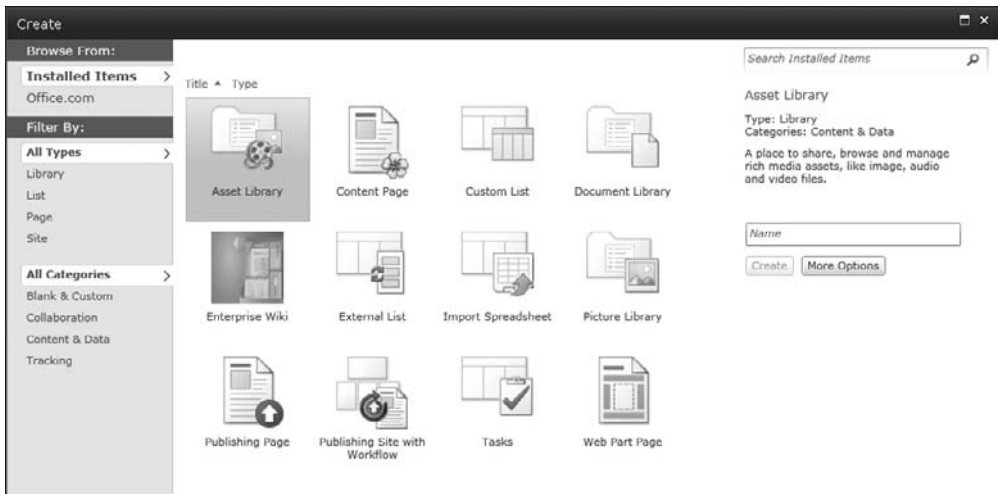 Create
Browse From:
Installed Items
Office.com
Filter By:
All Types
Library
List
Page
Site
All Categories
Blank & Custom
Collaboration
Content & Data
Tracking
Title Type
Asset Library
Content Page
Custom List
Document Library
Enterprise Wiki
External List
Import Spreadsheet
Picture Library
Publishing Page
Publishing Site with
Workflow
Tasks
Web Part Page
Search Installed Items
Asset Library
Type: Library
Categories: Content & Data
A place to share, browse and manage
rich media assets, like image, audio
and video files.
Name
Create More Options